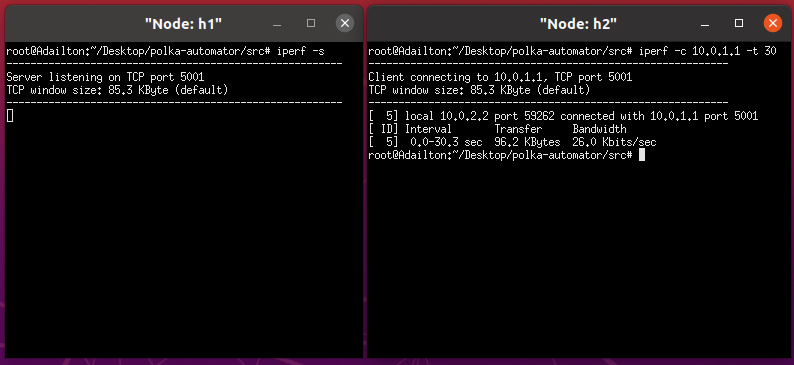 "Node: h1"
root@Adailton:~/Desktop/polka-automator/src# iperf -s
------------------------------------------------------------
Server listening on TCP port 5001
TCP window size: 85.3 KByte (default)
------------------------------------------------------------
"Node: h2"
root@Adailton:~/Desktop/polka-automator/src# iperf -c 10.0.1.1 -t 30
------------------------------------------------------------
Client connecting to 10.0.1.1, TCP port 5001
TCP window size: 85.3 KByte (default)
------------------------------------------------------------
[  5] local 10.0.2.2 port 59262 connected with 10.0.1.1 port 5001
[ ID] Interval       Transfer     Bandwidth
[  5]  0.0-30.3 sec  96.2 KBytes  26.0 Kbits/sec
root@Adailton:~/Desktop/polka-automator/src#